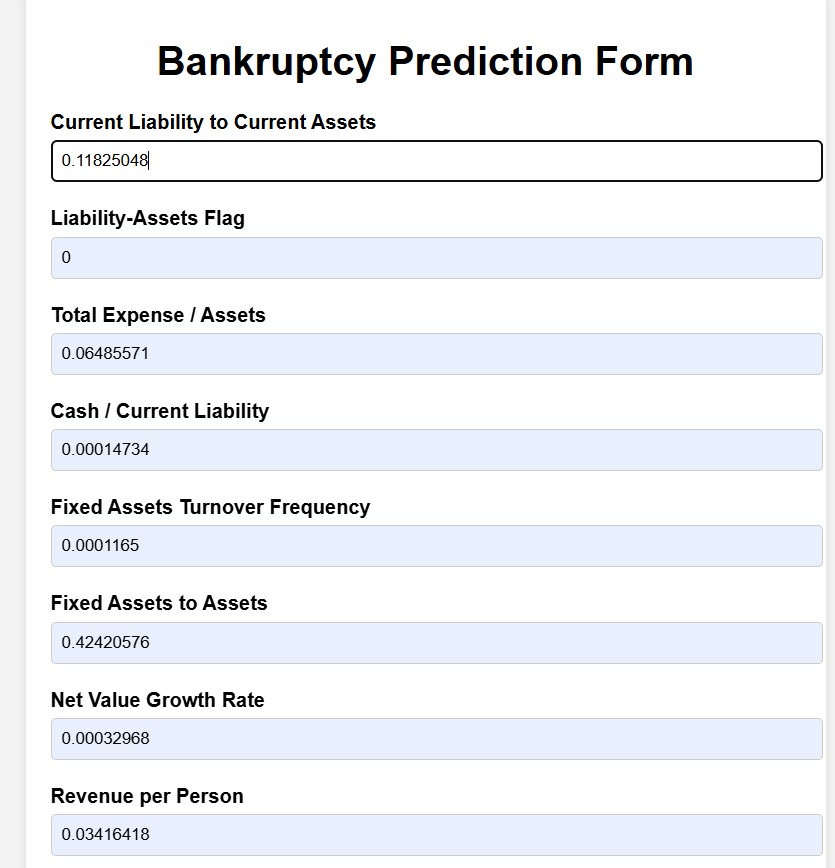 Bankruptcy Prediction Form
Current Liability to Current Assets
0.11825048
Liability-Assets Flag
0
Total Expense / Assets
0.06485571
Cash / Current Liability
0.00014734
Fixed Assets Turnover Frequency
0.0001165
Fixed Assets to Assets
0.42420576
Net Value Growth Rate
0.00032968
Revenue per Person
0.03416418